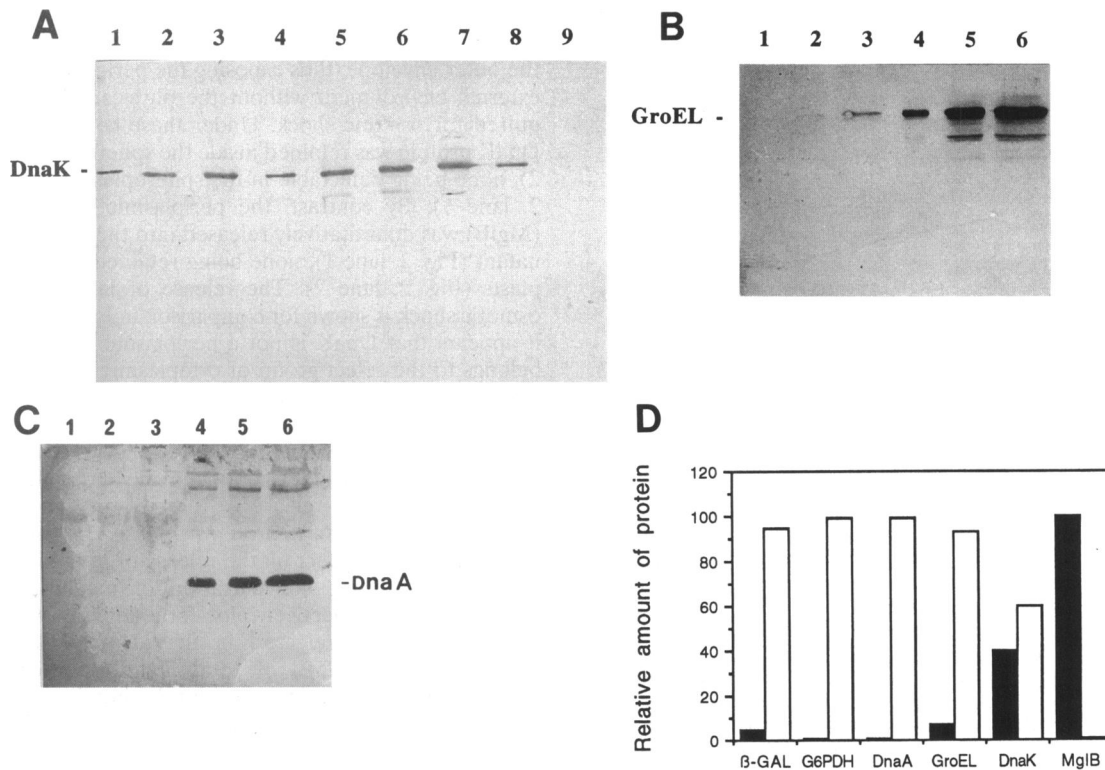 A
1 2 3 4 5 6 7 8 9
DnaK -
B
1 2 3 4 5 6
GroEL -
C
1 2 3 4 5 6
-DnaA
D
Relative amount of protein
120
100
80
60
40
20
0
β-GAL G6PDH DnaA GroEL DnaK MglB